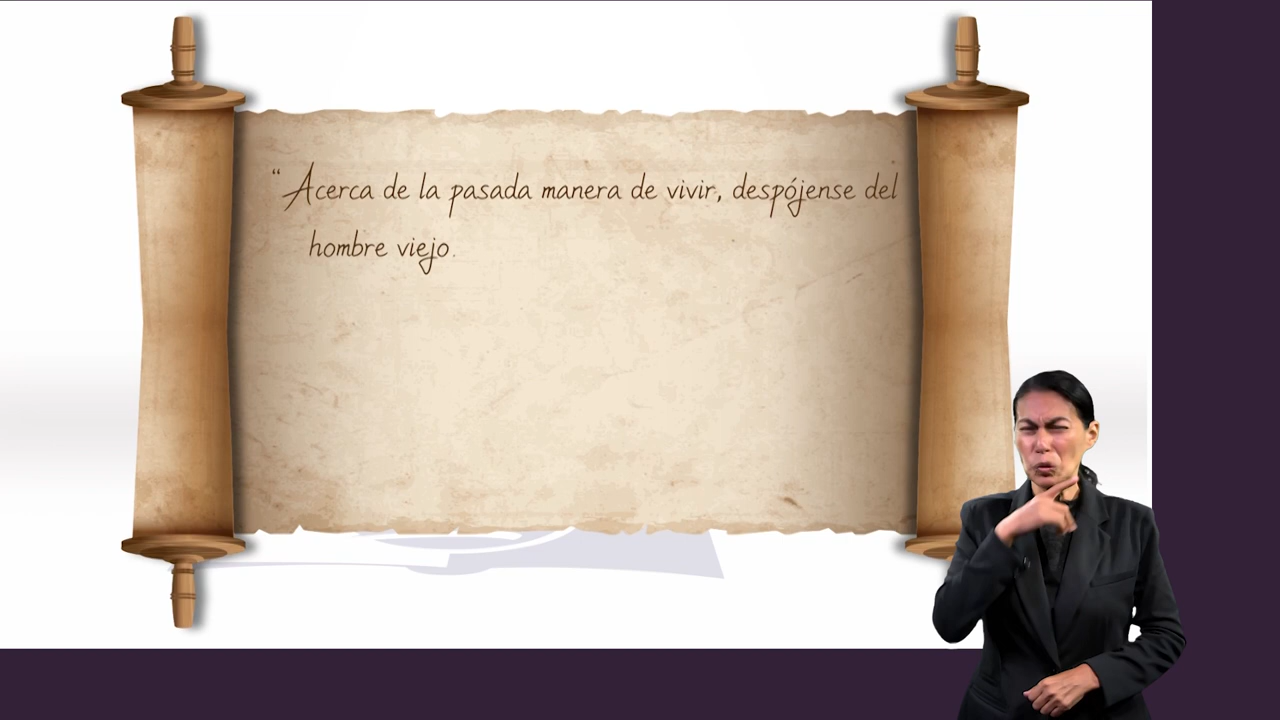 “Acerca de la pasada manera de vivir, despójense del
hombre viejo.